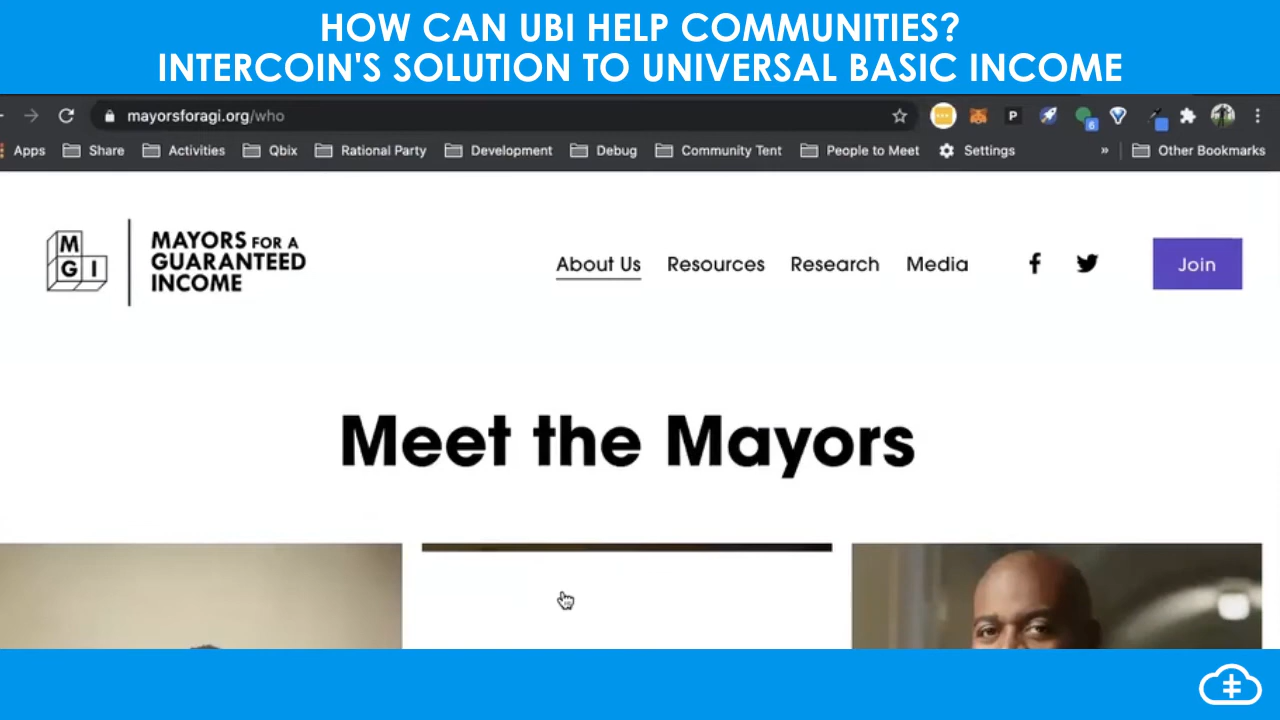 HOW CAN UBI HELP COMMUNITIES?
INTERCOIN'S SOLUTION TO UNIVERSAL BASIC INCOME
mayorsforagi.org/who
P
6
Apps Share Activities Qbix Rational Party Development Debug Community Tent People to Meet Settings » Other Bookmarks
M
G I
MAYORS FOR A
GUARANTEED
INCOME
About Us Resources Research Media Join
Meet the Mayors